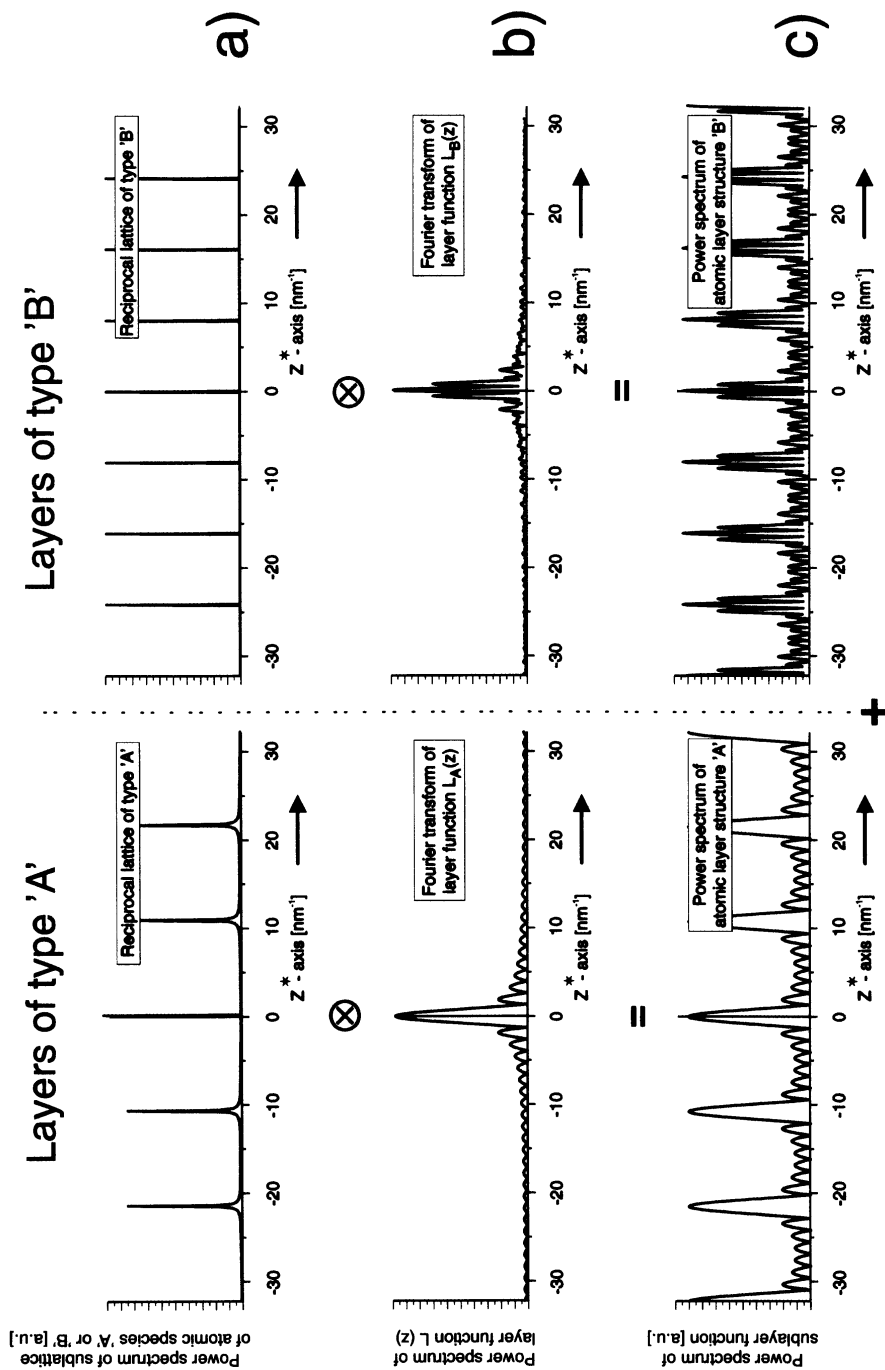 Layers of type 'A'
Layers of type 'B'
Power spectrum of sublattice
of atomic species 'A' or 'B' [a.u.]
Reciprocal lattice of type 'A'
-30 -20 -10 0 10 20 30
Z* - axis [nm⁻¹]
Reciprocal lattice of type 'B'
-30 -20 -10 0 10 20 30
Z* - axis [nm⁻¹]
a)
⊗
⊗
Power spectrum of
layer function L (z)
Fourier transform of
layer function L_A(z)
-30 -20 -10 0 10 20 30
Z* - axis [nm⁻¹]
Fourier transform of
layer function L_B(z)
-30 -20 -10 0 10 20 30
Z* - axis [nm⁻¹]
b)
=
=
Power spectrum of
sublayer function [a.u.]
Power spectrum of
atomic layer structure 'A'
-30 -20 -10 0 10 20 30
Z* - axis [nm⁻¹]
Power spectrum of
atomic layer structure 'B'
-30 -20 -10 0 10 20 30
Z* - axis [nm⁻¹]
c)
+